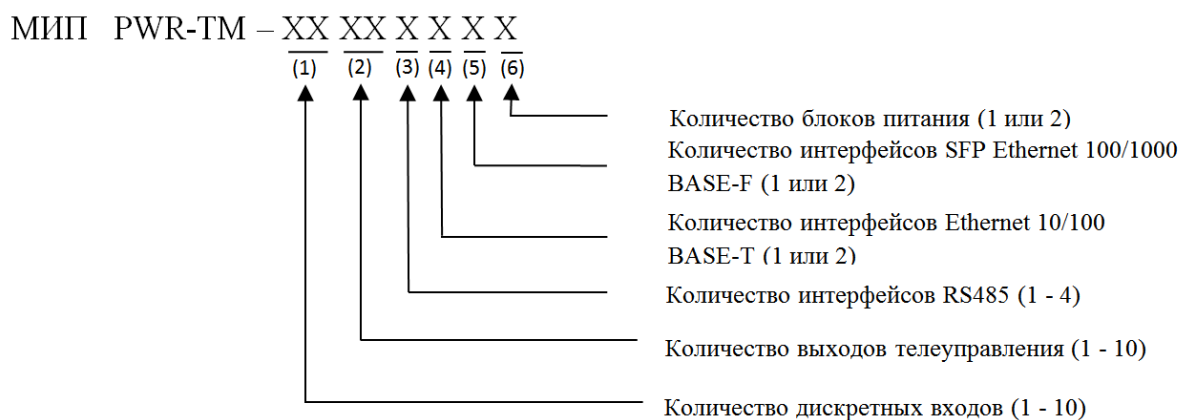 МИП PWR-TM – XX XX X X X X
(1) (2) (3) (4) (5) (6)
Количество блоков питания (1 или 2)
Количество интерфейсов SFP Ethernet 100/1000
BASE-F (1 или 2)
Количество интерфейсов Ethernet 10/100
BASE-T (1 или 2)
Количество интерфейсов RS485 (1 - 4)
Количество выходов телеуправления (1 - 10)
Количество дискретных входов (1 - 10)